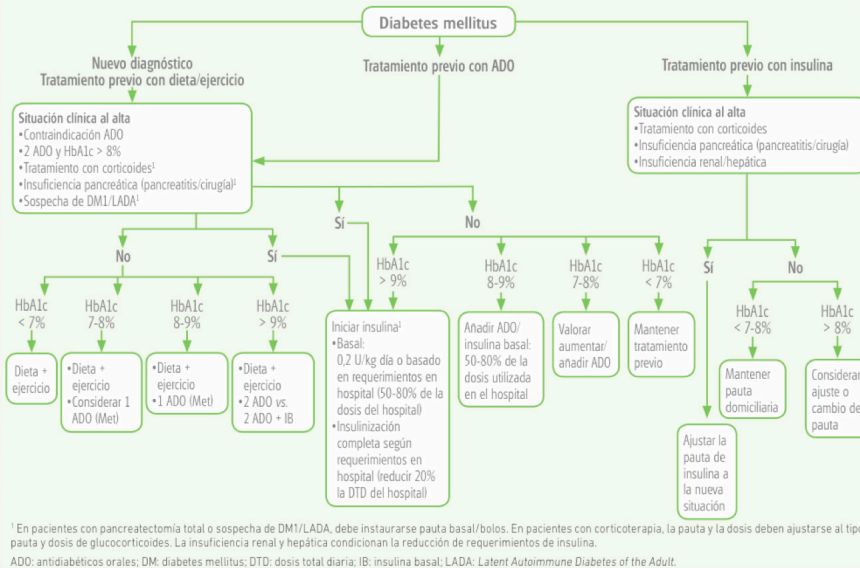 Diabetes mellitus
Nuevo diagnóstico
Tratamiento previo con dieta/ejercicio
Tratamiento previo con ADO
Tratamiento previo con insulina
Situación clínica al alta
•Contraindicación ADO
•2 ADO y HbA1c > 8%
•Tratamiento con corticoides¹
•Insuficiencia pancreática (pancreatitis/cirugía)¹
•Sospecha de DM1/LADA¹
Situación clínica al alta
•Tratamiento con corticoides
•Insuficiencia pancreática (pancreatitis/cirugía)
•Insuficiencia renal/hepática
No
Sí
Sí
No
Sí
No
HbA1c
< 7%
HbA1c
7-8%
HbA1c
8-9%
HbA1c
> 9%
HbA1c
> 9%
HbA1c
8-9%
HbA1c
7-8%
HbA1c
< 7%
HbA1c
< 7-8%
HbA1c
> 8%
Dieta +
ejercicio
•Dieta +
ejercicio
•Considerar 1
ADO (Met)
•Dieta +
ejercicio
•1 ADO (Met)
•Dieta +
ejercicio
•2 ADO vs.
2 ADO + IB
Iniciar insulina¹
•Basal:
0,2 U/kg día o basado
en requerimientos en
hospital (50-80% de la
dosis del hospital)
•Insulinización
completa según
requerimientos en
hospital (reducir 20%
la DTD del hospital)
Añadir ADO/
insulina basal:
50-80% de la
dosis utilizada
en el hospital
Valorar
aumentar/
añadir ADO
Mantener
tratamiento
previo
Ajustar la
pauta de
insulina a
la nueva
situación
Mantener
pauta
domiciliaria
Considerar
ajuste o
cambio de
pauta
¹ En pacientes con pancreatectomía total o sospecha de DM1/LADA, debe instaurarse pauta basal/bolos. En pacientes con corticoterapia, la pauta y la dosis deben ajustarse al tipo
pauta y dosis de glucocorticoides. La insuficiencia renal y hepática condicionan la reducción de requerimientos de insulina.
ADO: antidiabéticos orales; DM: diabetes mellitus; DTD: dosis total diaria; IB: insulina basal; LADA: Latent Autoimmune Diabetes of the Adult.